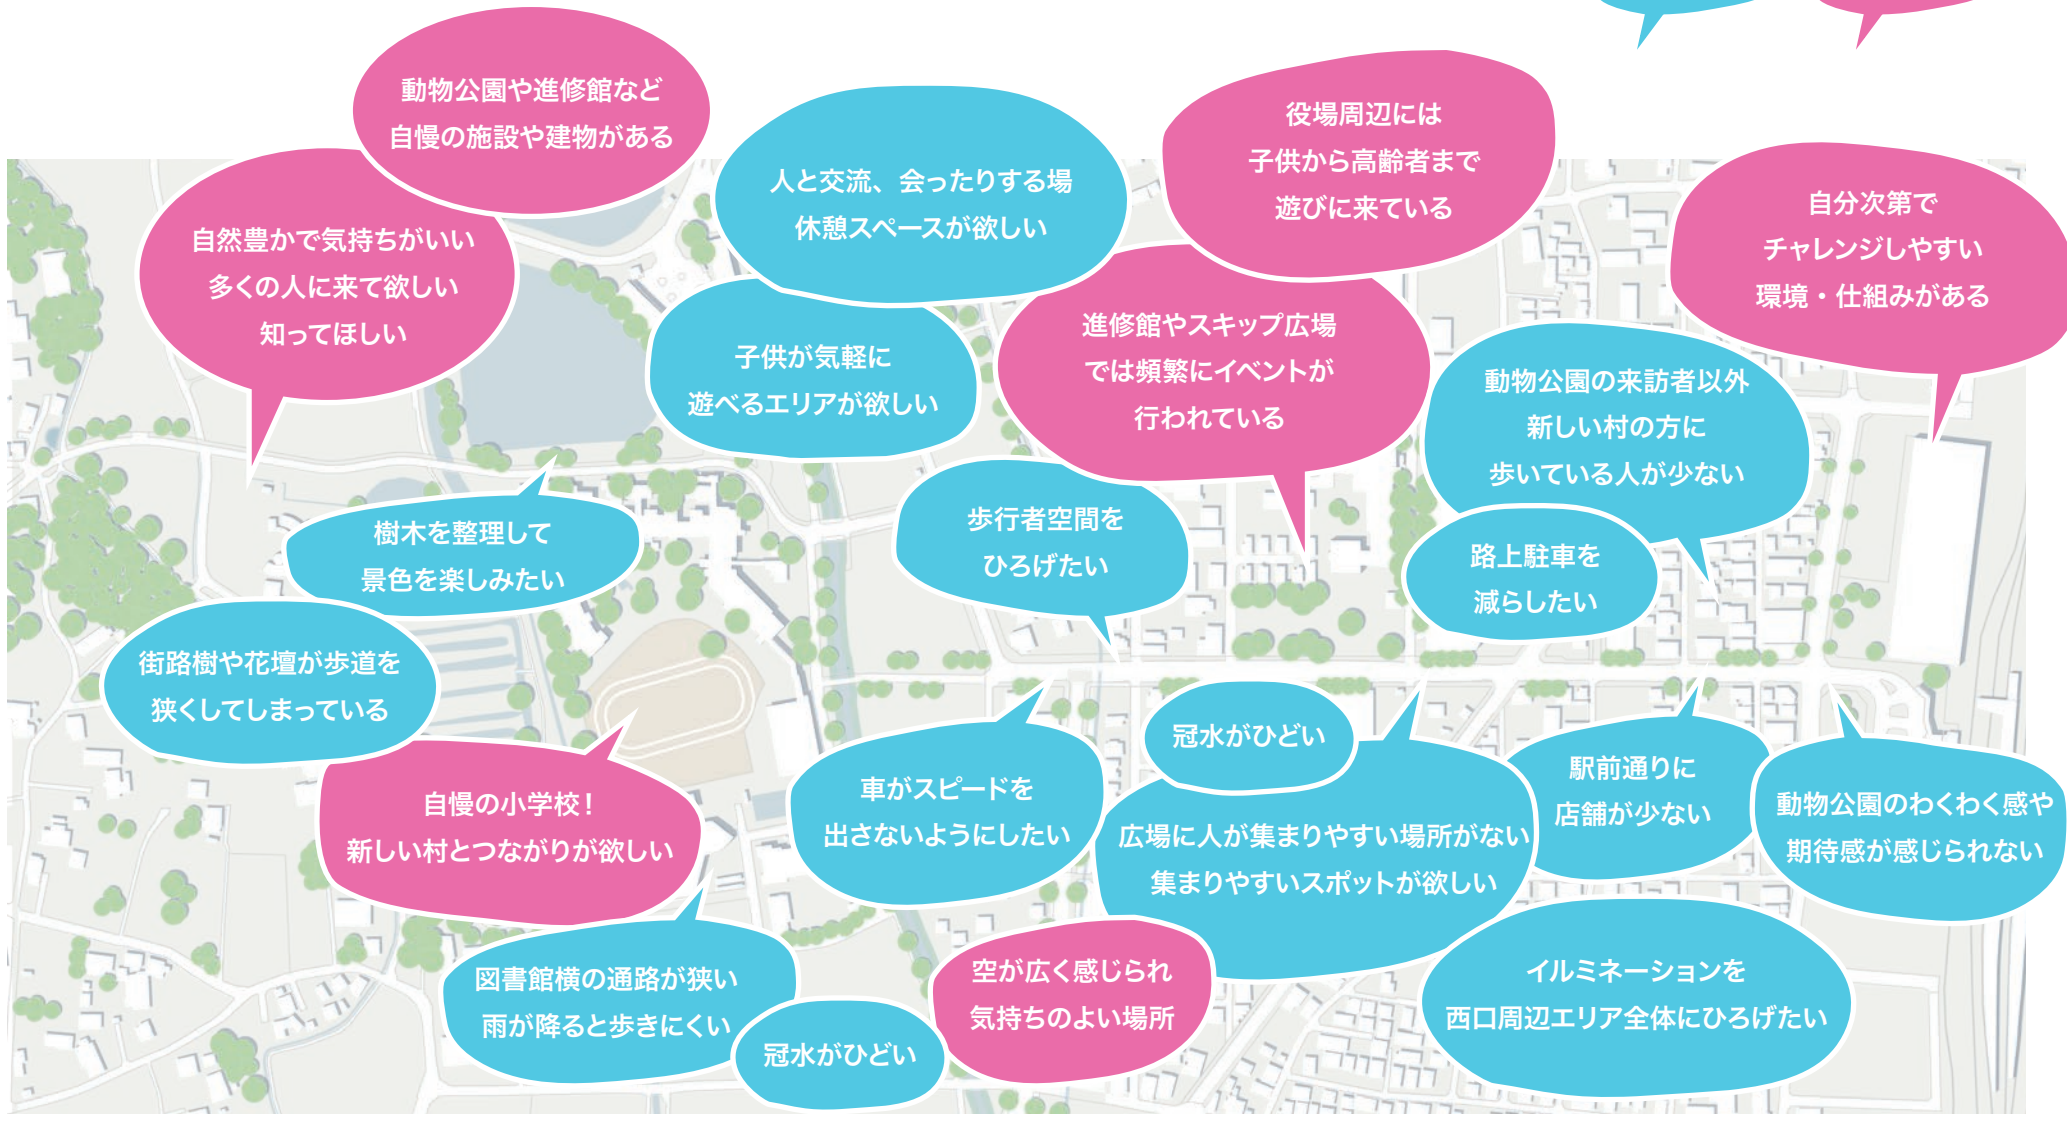 動物公園や進修館など
自慢の施設や建物がある
自然豊かで気持ちがいい
多くの人に来て欲しい
知ってほしい
人と交流、会ったりする場
休憩スペースが欲しい
役場周辺には
子供から高齢者まで
遊びに来ている
自分次第で
チャレンジしやすい
環境・仕組みがある
子供が気軽に
遊べるエリアが欲しい
進修館やスキップ広場
では頻繁にイベントが
行われている
動物公園の来訪者以外
新しい村の方に
歩いている人が少ない
樹木を整理して
景色を楽しみたい
歩行者空間を
ひろげたい
路上駐車を
減らしたい
街路樹や花壇が歩道を
狭くしてしまっている
冠水がひどい
自慢の小学校！
新しい村とつながりが欲しい
車がスピードを
出さないようにしたい
広場に人が集まりやすい場所がない
集まりやすいスポットが欲しい
駅前通りに
店舗が少ない
動物公園のわくわく感や
期待感が感じられない
図書館横の通路が狭い
雨が降ると歩きにくい
冠水がひどい
空が広く感じられ
気持ちのよい場所
イルミネーションを
西口周辺エリア全体にひろげたい